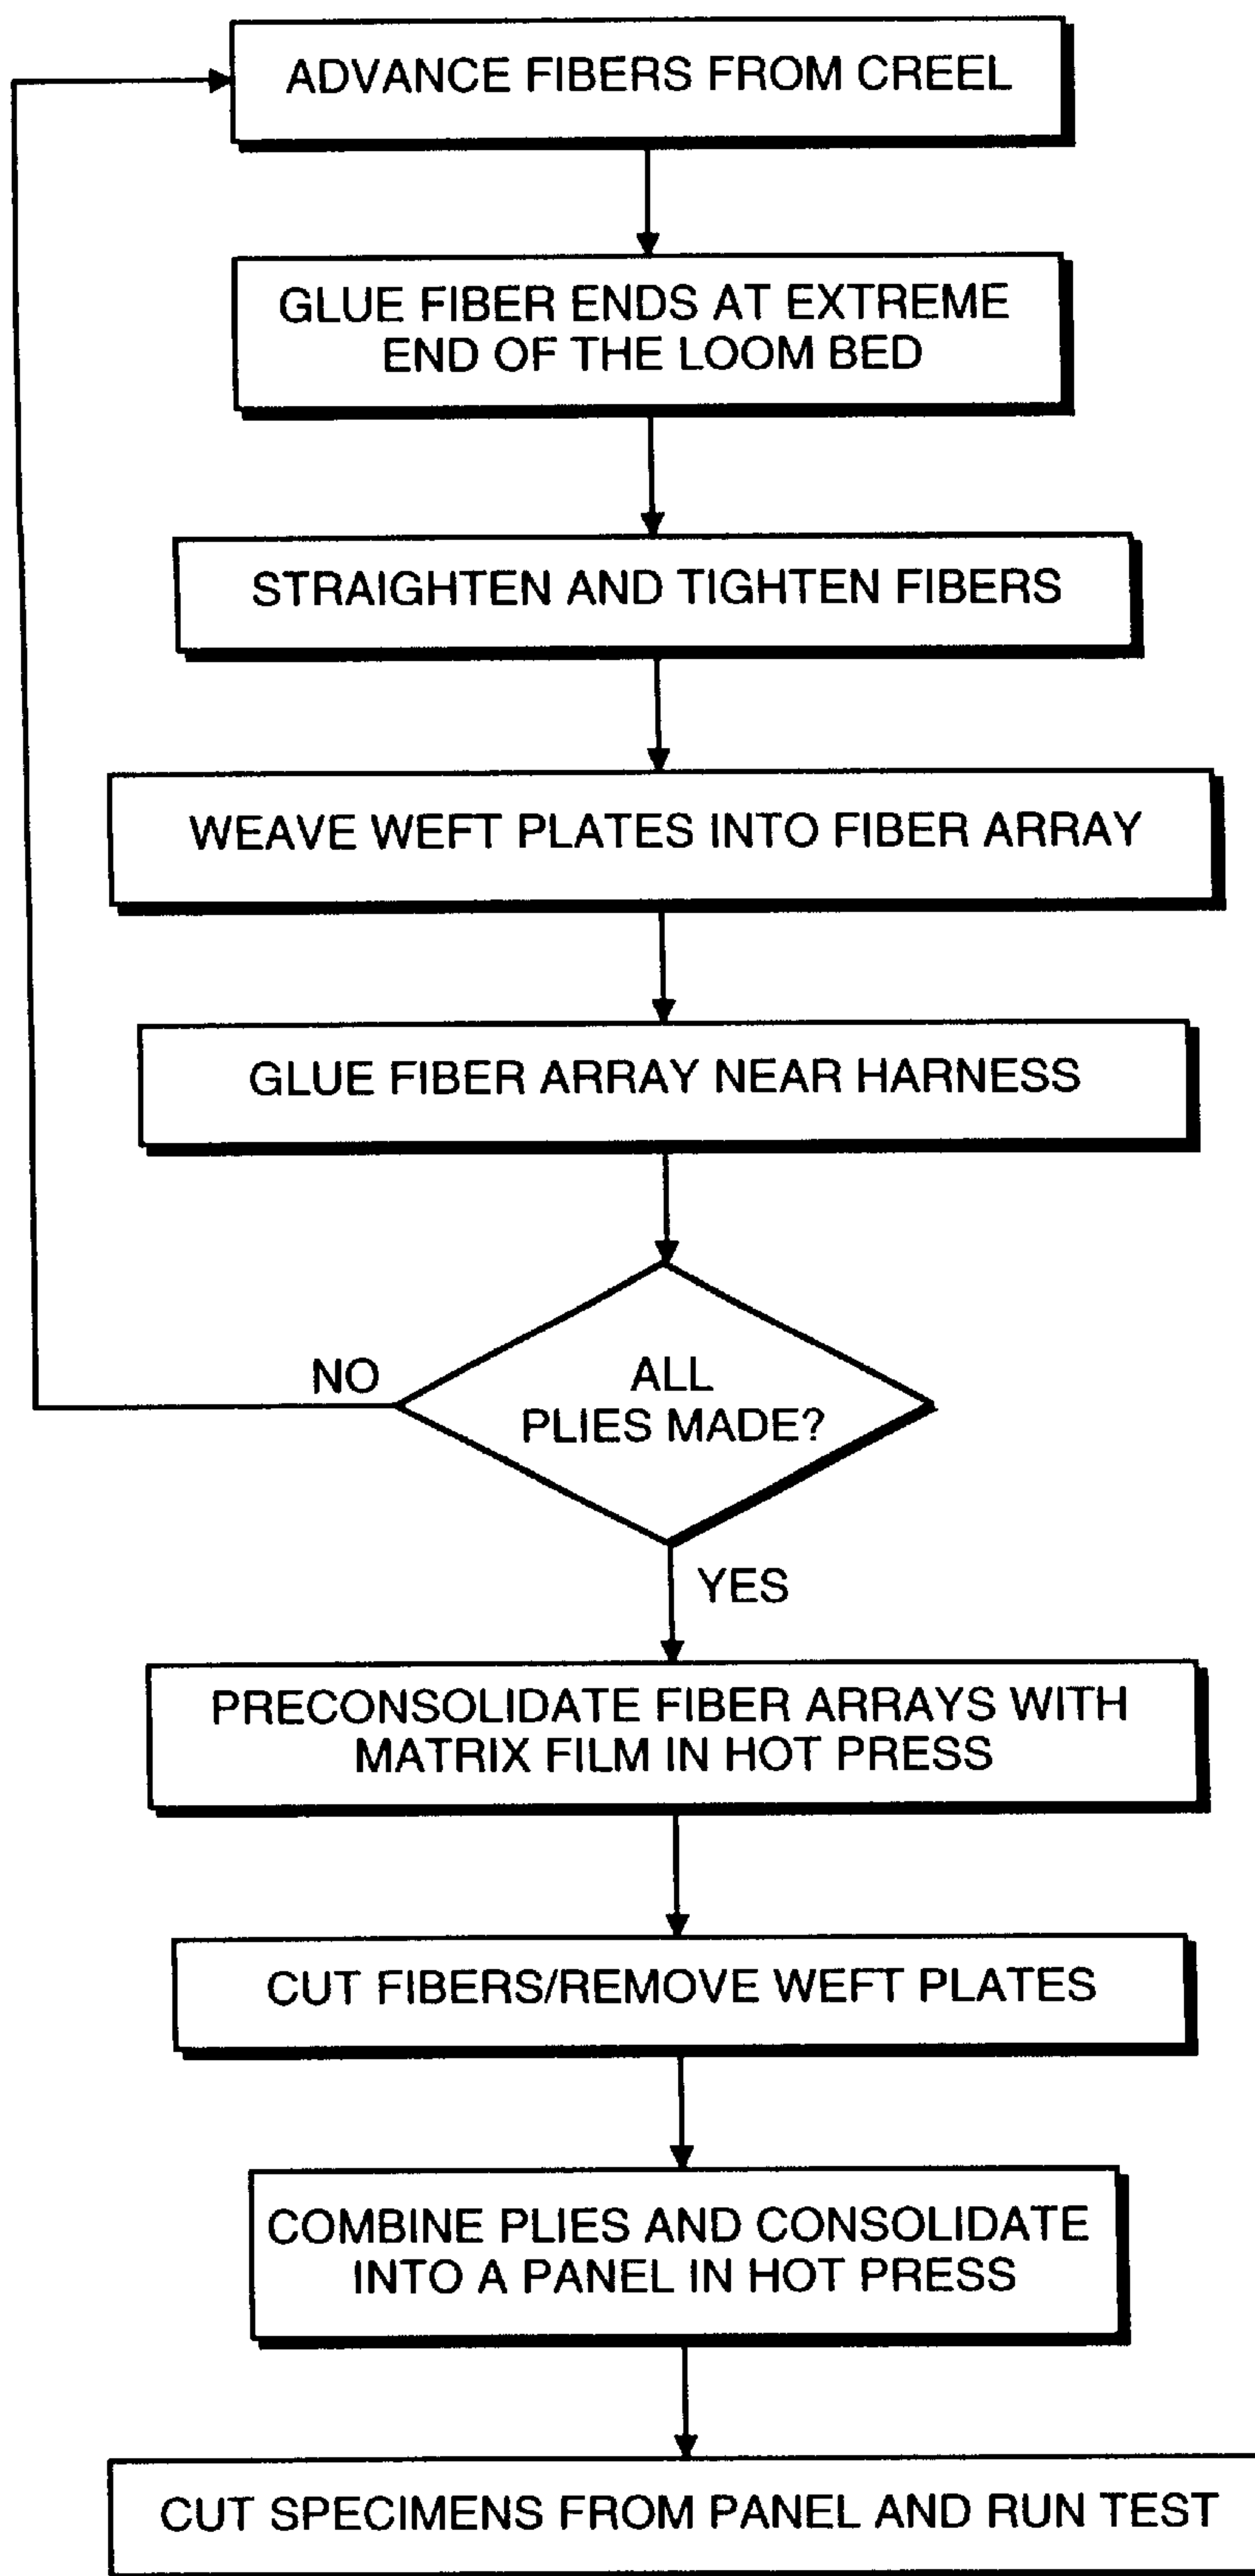 ADVANCE FIBERS FROM CREEL
GLUE FIBER ENDS AT EXTREME
END OF THE LOOM BED
STRAIGHTEN AND TIGHTEN FIBERS
WEAVE WEFT PLATES INTO FIBER ARRAY
GLUE FIBER ARRAY NEAR HARNESS
NO
ALL
PLIES MADE?
YES
PRECONSOLIDATE FIBER ARRAYS WITH
MATRIX FILM IN HOT PRESS
CUT FIBERS/REMOVE WEFT PLATES
COMBINE PLIES AND CONSOLIDATE
INTO A PANEL IN HOT PRESS
CUT SPECIMENS FROM PANEL AND RUN TEST